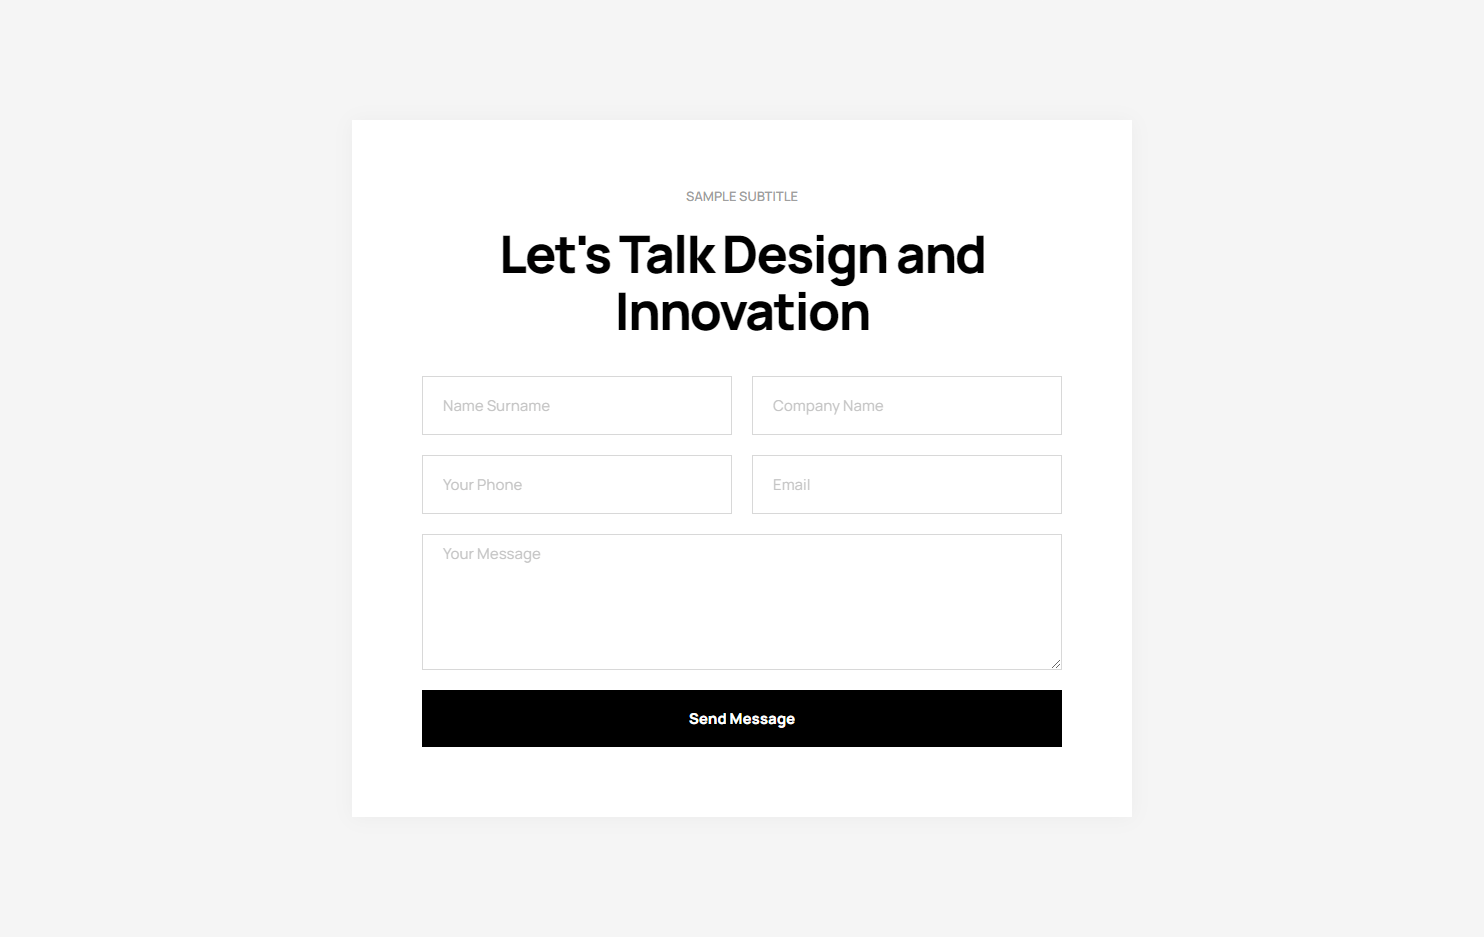 SAMPLE SUBTITLE
Let's Talk Design and
Innovation
Name Surname
Company Name
Your Phone
Email
Your Message
Send Message